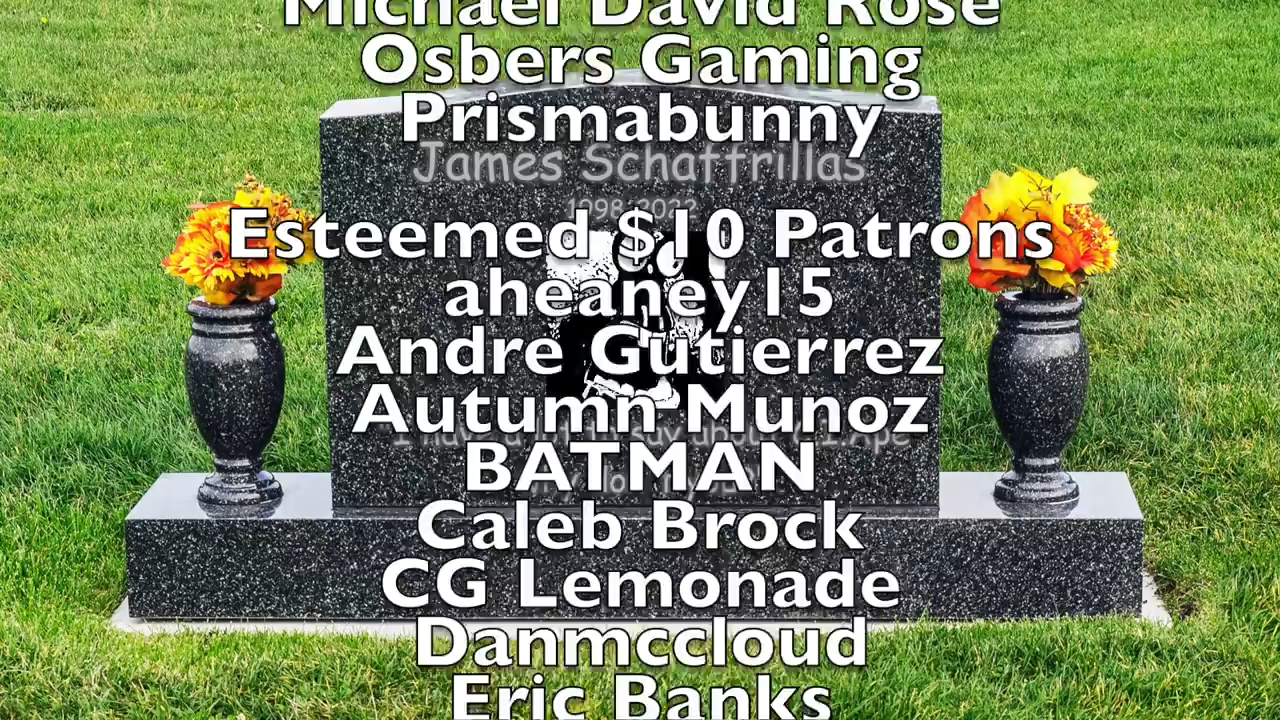 Michael David Rose
Osbers Gaming
Prismabunny
James Schaffrillas
Esteemed $10 Patrons
aheaney15
Andre Gutierrez
Autumn Munoz
BATMAN
Caleb Brock
CG Lemonade
Danmccloud
Eric Banks